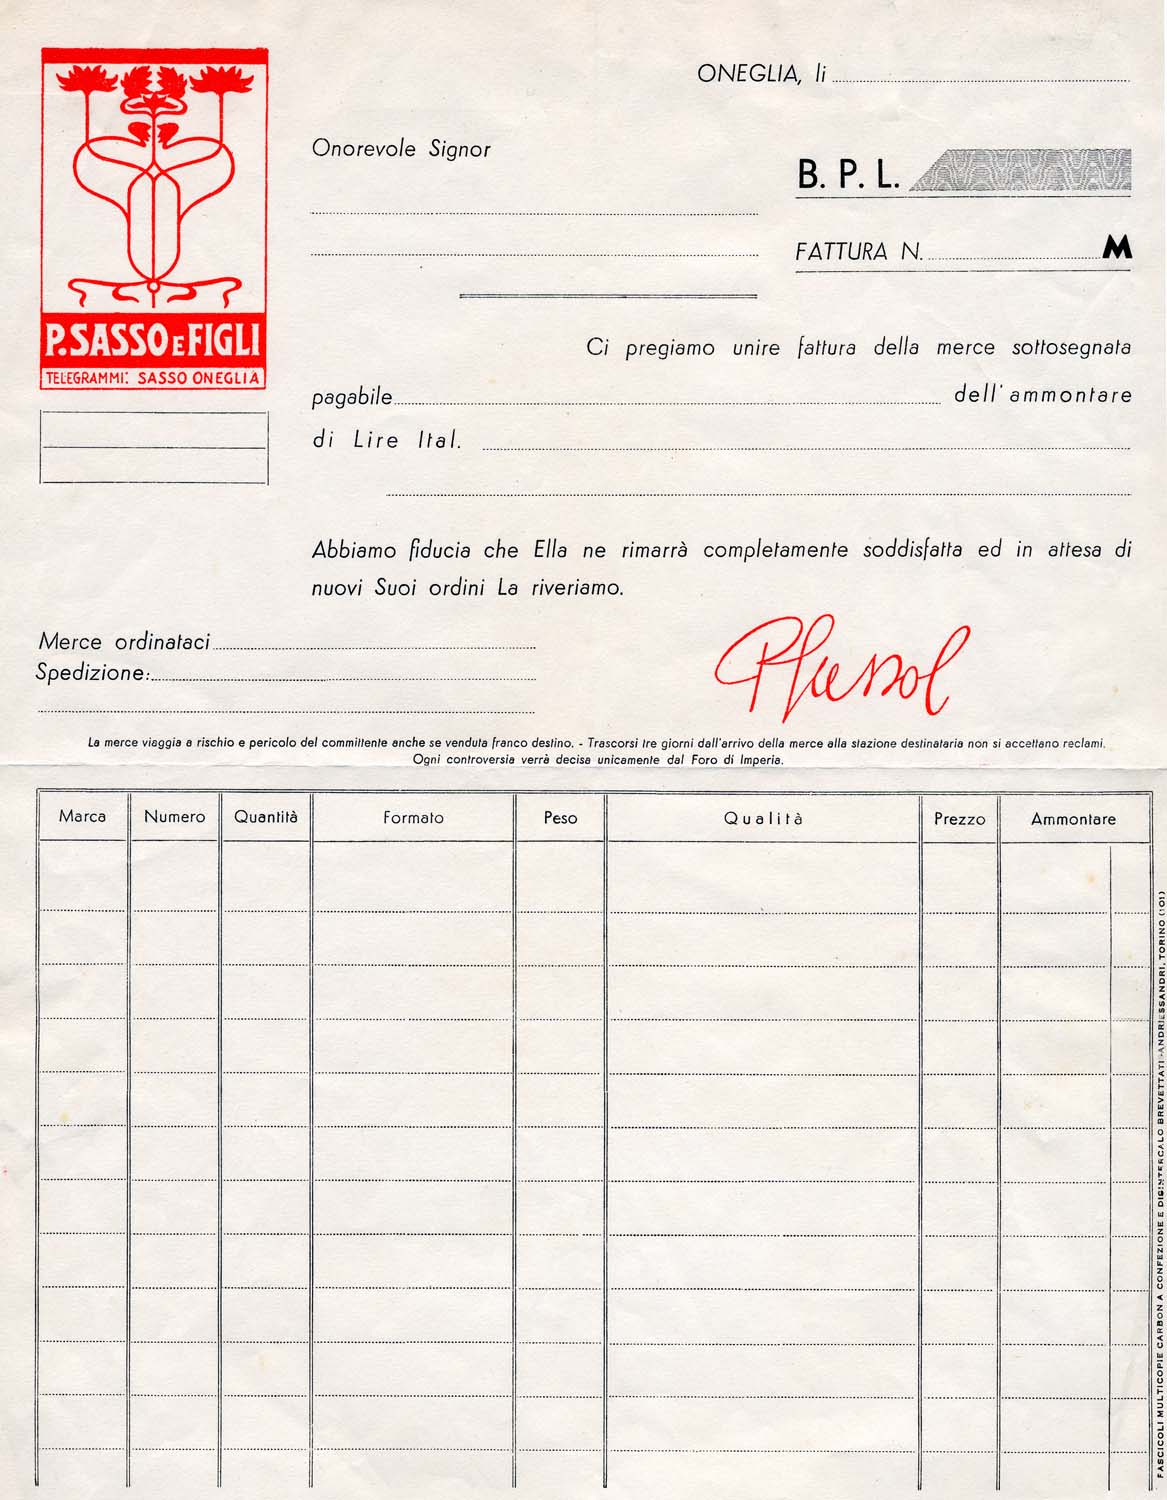 ONEGLIA, li
Onorevole Signor
B. P. L.
FATTURA N. M
P. SASSO E FIGLI
TELEGRAMMI: SASSO ONEGLIA
Ci pregiamo unire fattura della merce sottosegnata
pagabile dell'ammontare
di Lire Ital.
Abbiamo fiducia che Ella ne rimarrà completamente soddisfatta ed in attesa di
nuovi Suoi ordini La riveriamo.
Merce ordinataci
Spedizione:
La merce viaggia a rischio e pericolo del committente anche se venduta franco destino. - Trascorsi tre giorni dall'arrivo della merce alla stazione destinataria non si accettano reclami.
Ogni controversia verrà decisa unicamente dal Foro di Imperia.
Marca Numero Quantità Formato Peso Qualità Prezzo Ammontare
FASCICOLI MULTICOPIE CARBON A CONFEZIONE E DISINTERCALO BREVETTATI - ANDRIESSANDRI, TORINO (101)